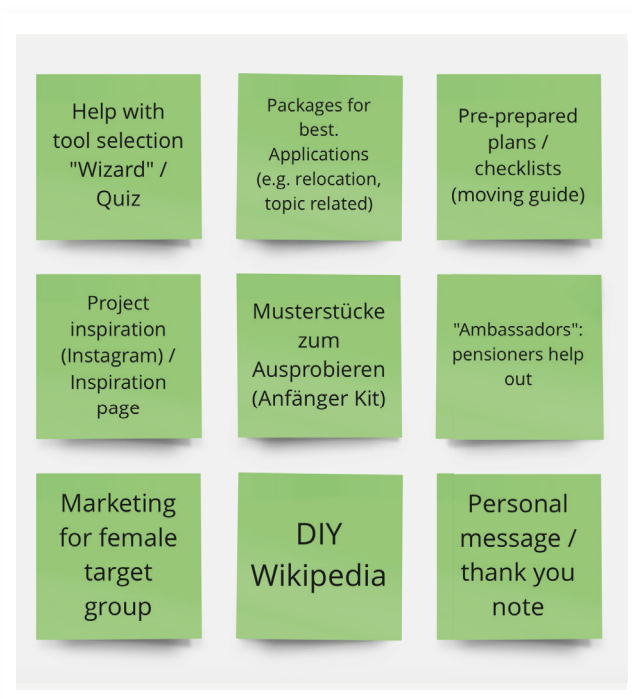 Help with
tool selection
"Wizard" /
Quiz
Packages for
best.
Applications
(e.g. relocation,
topic related)
Pre-prepared
plans /
checklists
(moving guide)
Project
inspiration
(Instagram) /
Inspiration
page
Musterstücke
zum
Ausprobieren
(Anfänger Kit)
"Ambassadors":
pensioners help
out
Marketing
for female
target
group
DIY
Wikipedia
Personal
message /
thank you
note